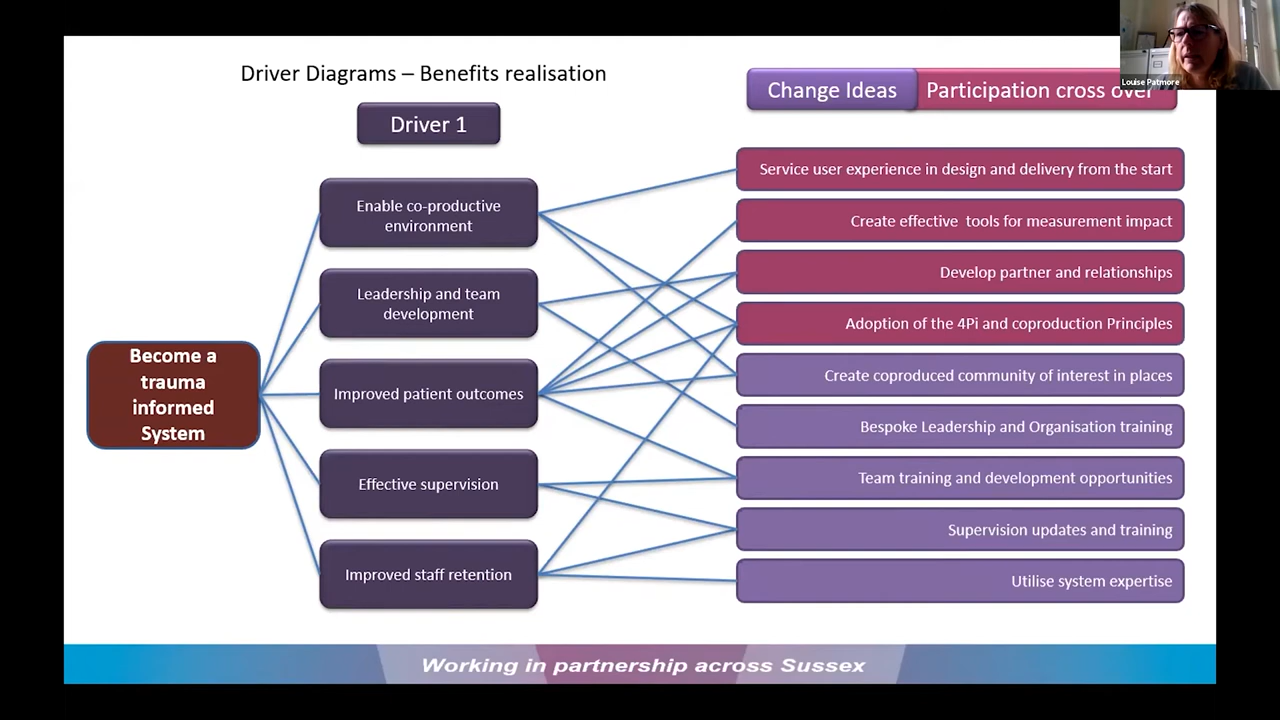 Louise Patmore
Driver Diagrams – Benefits realisation
Change Ideas
Participation cross over
Driver 1
Service user experience in design and delivery from the start
Enable co-productive
environment
Create effective  tools for measurement impact
Develop partner and relationships
Leadership and team
development
Adoption of the 4Pi and coproduction Principles
Become a
trauma
informed
System
Create coproduced community of interest in places
Improved patient outcomes
Bespoke Leadership and Organisation training
Team training and development opportunities
Effective supervision
Supervision updates and training
Improved staff retention
Utilise system expertise
Working in partnership across Sussex